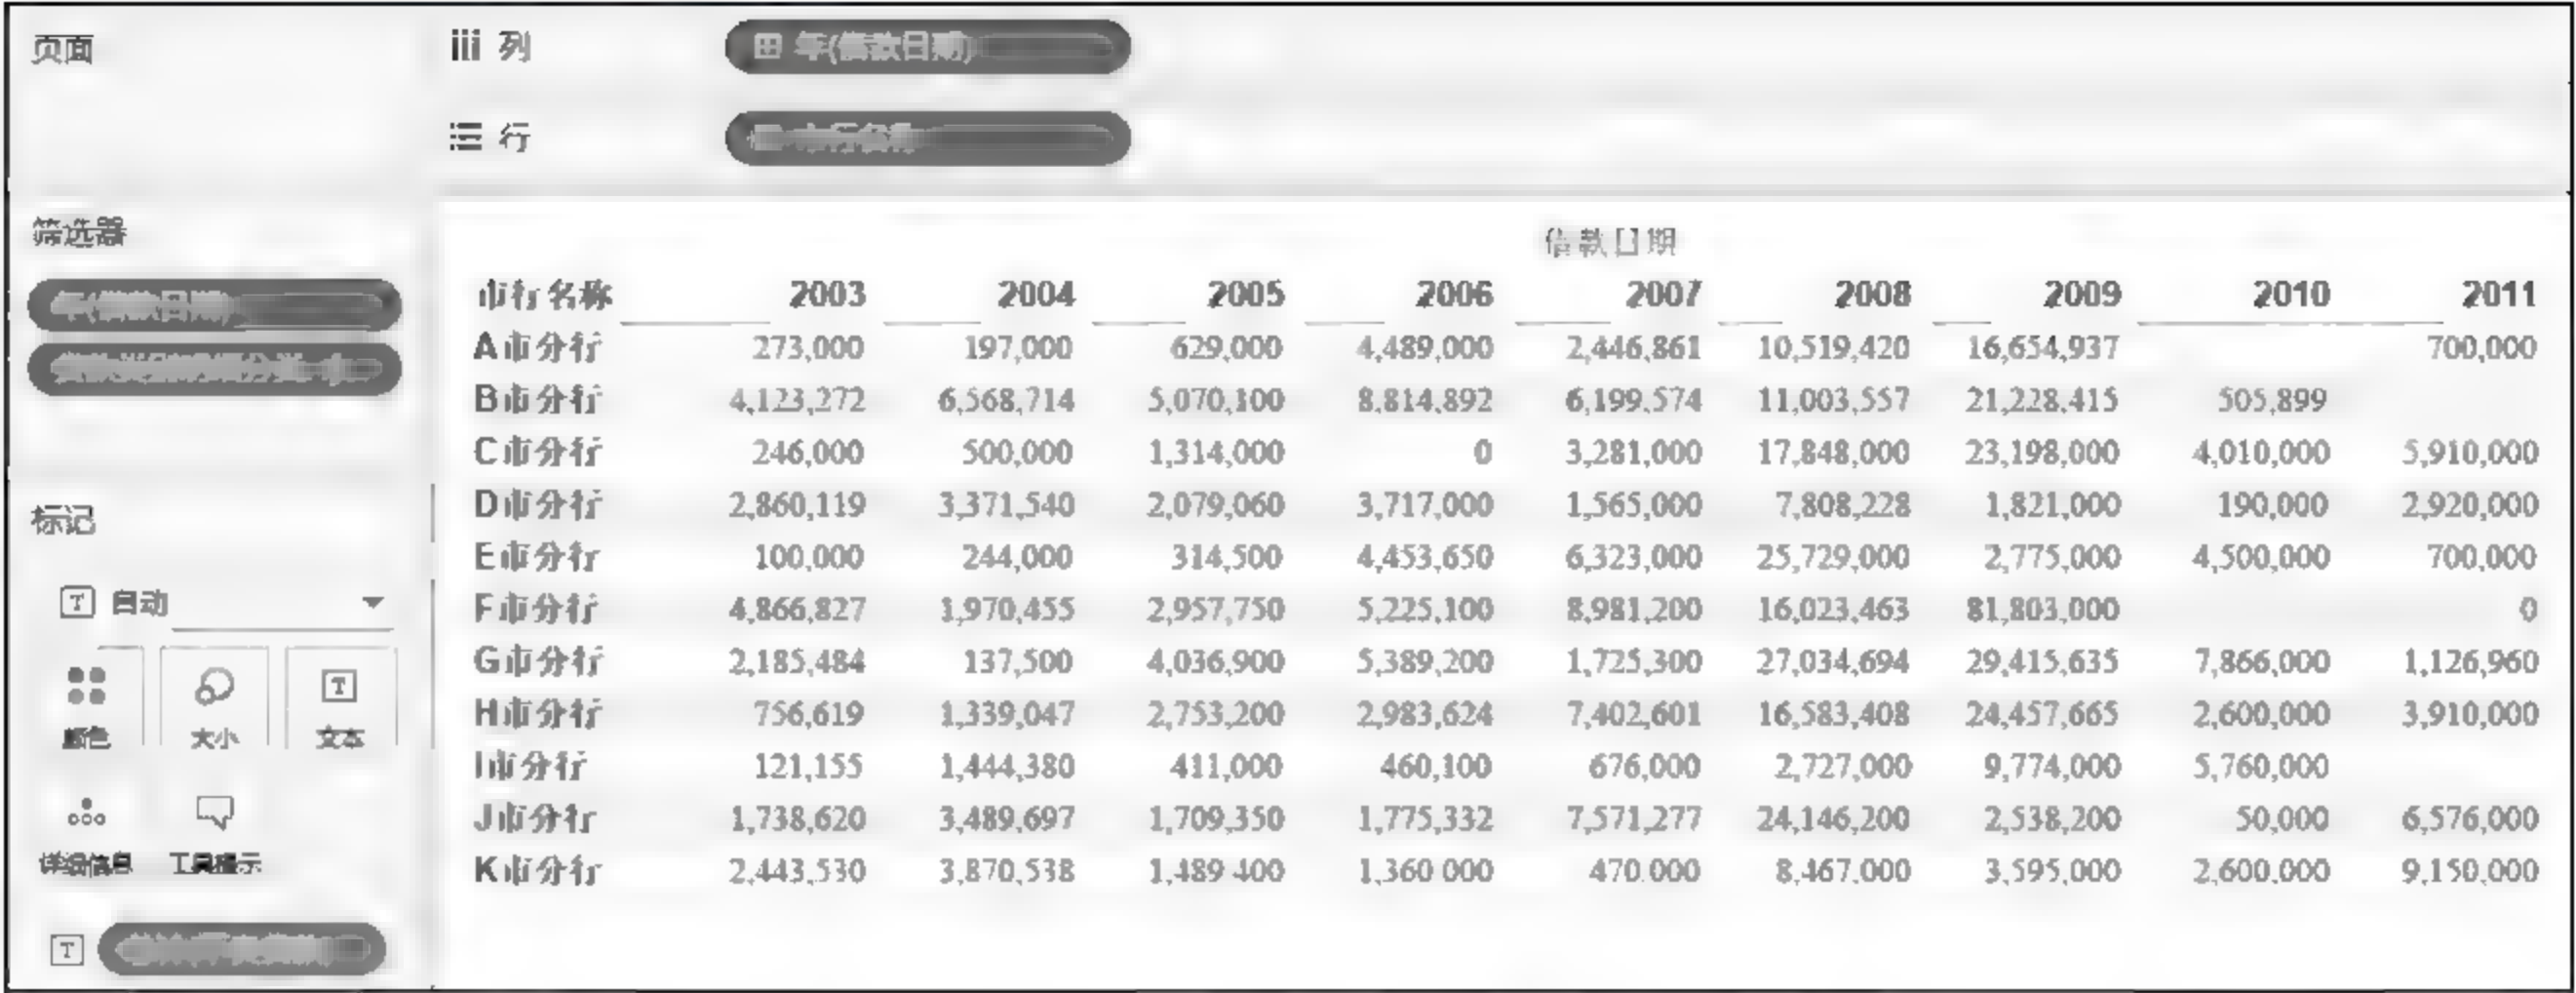 页面
iii 列
年(借款日期)
行
筛选器
年(借款日期)
借款日期
市行名称 2003 2004 2005 2006 2007 2008 2009 2010 2011
A市分行 273,000 197,000 629,000 4,489,000 2,446,861 10,519,420 16,654,937 700,000
B市分行 4,123,272 6,568,714 5,070,100 8,814,892 6,199,574 11,003,557 21,228,415 505,899
C市分行 246,000 500,000 1,314,000 0 3,281,000 17,848,000 23,198,000 4,010,000 5,910,000
D市分行 2,860,119 3,371,540 2,079,060 3,717,000 1,565,000 7,808,228 1,821,000 190,000 2,920,000
E市分行 100,000 244,000 314,500 4,453,650 6,323,000 25,729,000 2,775,000 4,500,000 700,000
F市分行 4,866,827 1,970,455 2,957,750 5,225,100 8,981,200 16,023,463 81,803,000 0
G市分行 2,185,484 137,500 4,036,900 5,389,200 1,725,300 27,034,694 29,415,635 7,866,000 1,126,960
H市分行 756,619 1,339,047 2,753,200 2,983,624 7,402,601 16,583,408 24,457,665 2,600,000 3,910,000
I市分行 121,155 1,444,380 411,000 460,100 676,000 2,727,000 9,774,000 5,760,000
J市分行 1,738,620 3,489,697 1,709,350 1,775,332 7,571,277 24,146,200 2,538,200 50,000 6,576,000
K市分行 2,443,530 3,870,538 1,489,400 1,360,000 470,000 8,467,000 3,595,000 2,600,000 9,150,000
标记
T 自动
颜色 大小 文本
详细信息 工具提示
T